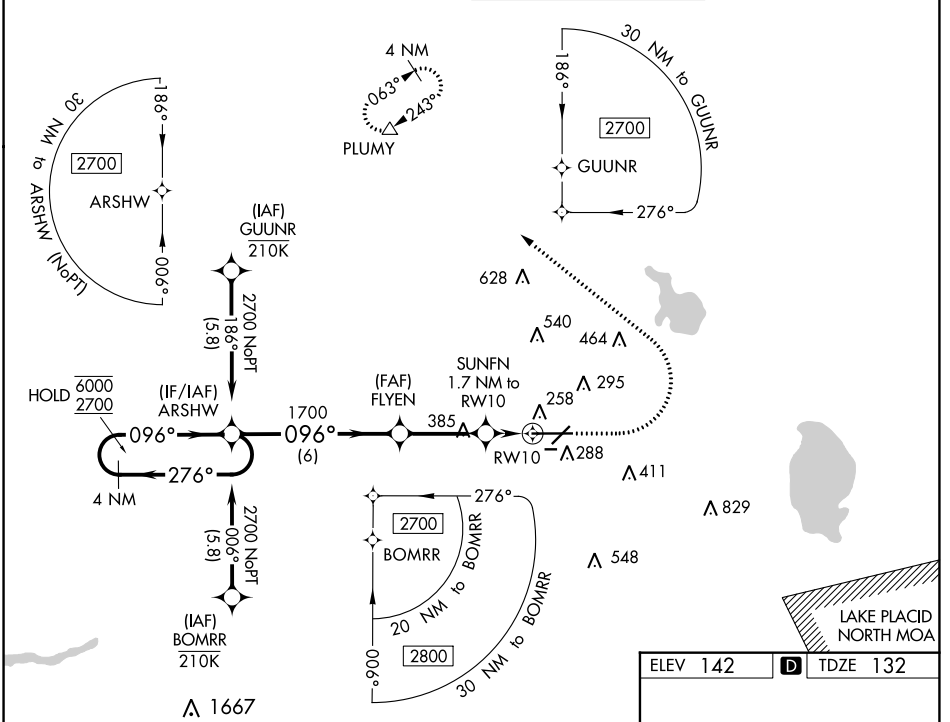 4 NM
063°
243°
PLUMY
30 NM to ARSHW (NoPT)
186°
2700
ARSHW
006°
30 NM to GUUNR
186°
2700
GUUNR
276°
(IAF)
GUUNR
210K
2700 NoPT
186°
(5.8)
628
540
464
295
258
288
411
829
548
385
SUNFN
1.7 NM to
RW10
(FAF)
FLYEN
HOLD 6000
2700
(IF/IAF)
ARSHW
1700
096°
(6)
096°
276°
4 NM
RW10
2700 NoPT
006°
(5.8)
(IAF)
BOMRR
210K
276°
2700
BOMRR
20 NM to BOMRR
006°
2800
30 NM to BOMRR
LAKE PLACID
NORTH MOA
1667
ELEV 142 D TDZE 132